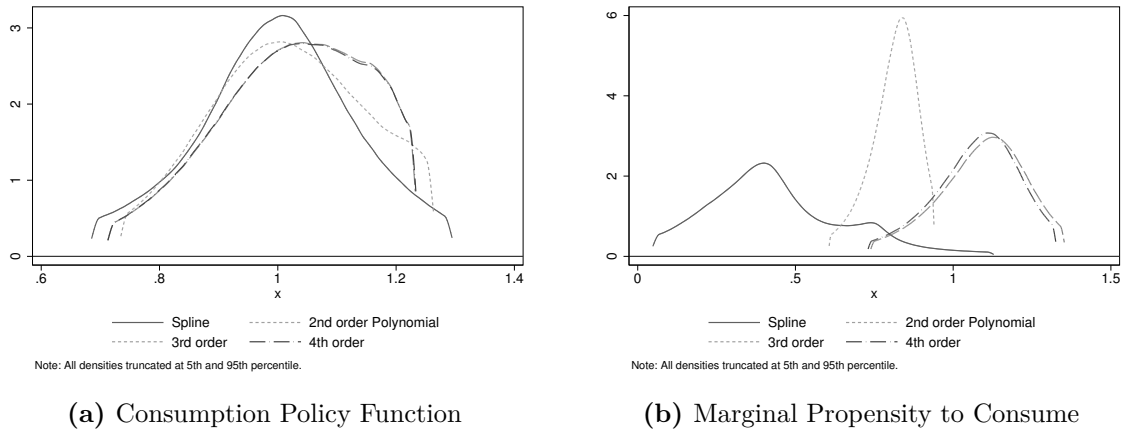 3
2
1
0
.6 .8 1 1.2 1.4
x
Spline 2nd order Polynomial
3rd order 4th order
Note: All densities truncated at 5th and 95th percentile.
(a) Consumption Policy Function
6
4
2
0
0 .5 1 1.5
x
Spline 2nd order Polynomial
3rd order 4th order
Note: All densities truncated at 5th and 95th percentile.
(b) Marginal Propensity to Consume